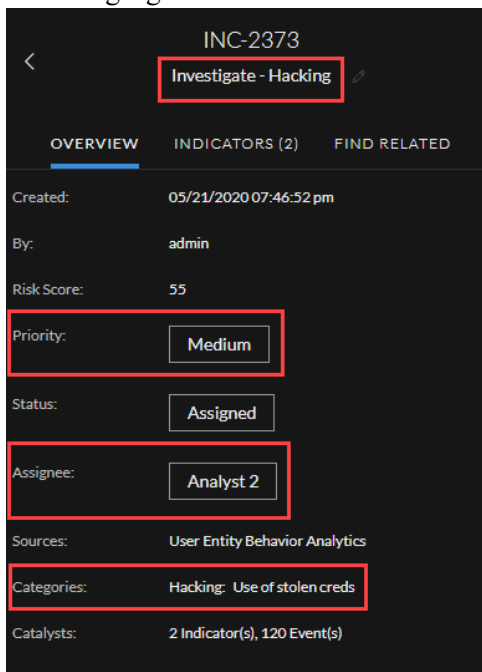 INC-2373
Investigate - Hacking
OVERVIEW INDICATORS (2) FIND RELATED
Created: 05/21/2020 07:46:52 pm
By: admin
Risk Score: 55
Priority: Medium
Status: Assigned
Assignee: Analyst 2
Sources: User Entity Behavior Analytics
Categories: Hacking: Use of stolen creds
Catalysts: 2 Indicator(s), 120 Event(s)